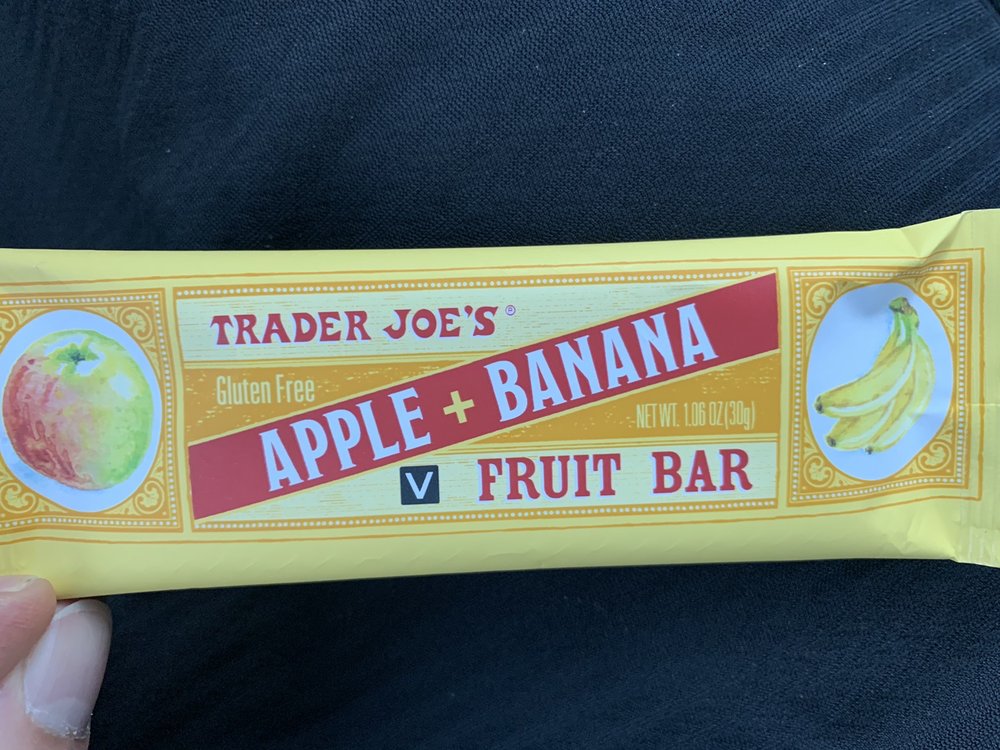 TRADER JOE'S®
Gluten Free
APPLE + BANANA
NET WT. 1.06 OZ (30g)
V FRUIT BAR